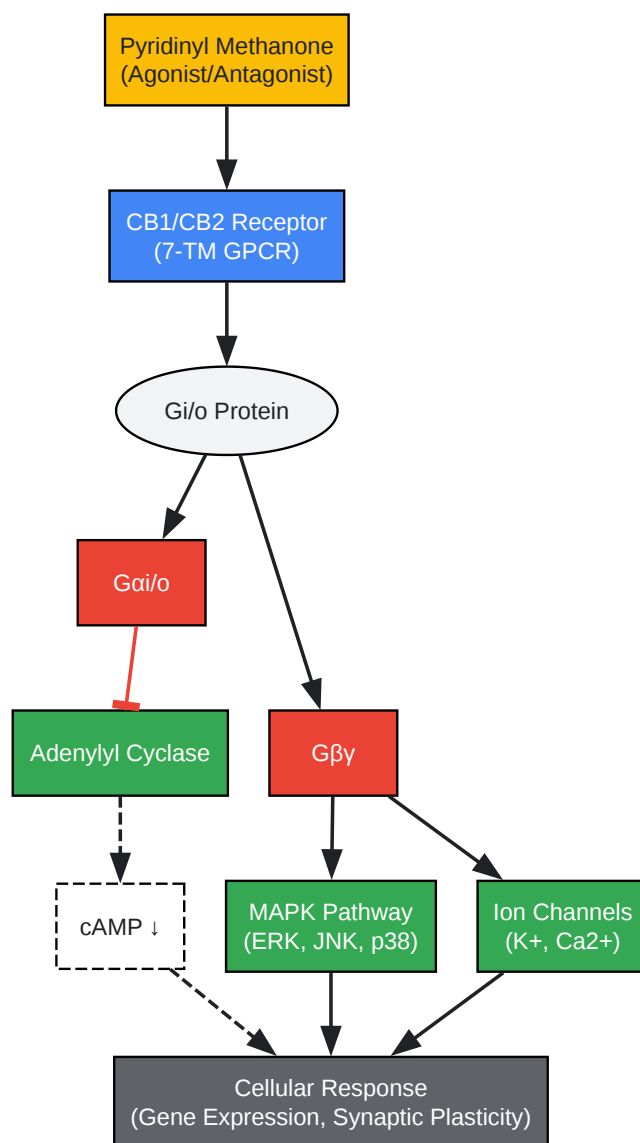 Pyridinyl Methanone
(Agonist/Antagonist)
CB1/CB2 Receptor
(7-TM GPCR)
Gi/o Protein
Gαi/o
Adenylyl Cyclase
Gβγ
cAMP ↓
MAPK Pathway
(ERK, JNK, p38)
Ion Channels
(K+, Ca2+)
Cellular Response
(Gene Expression, Synaptic Plasticity)